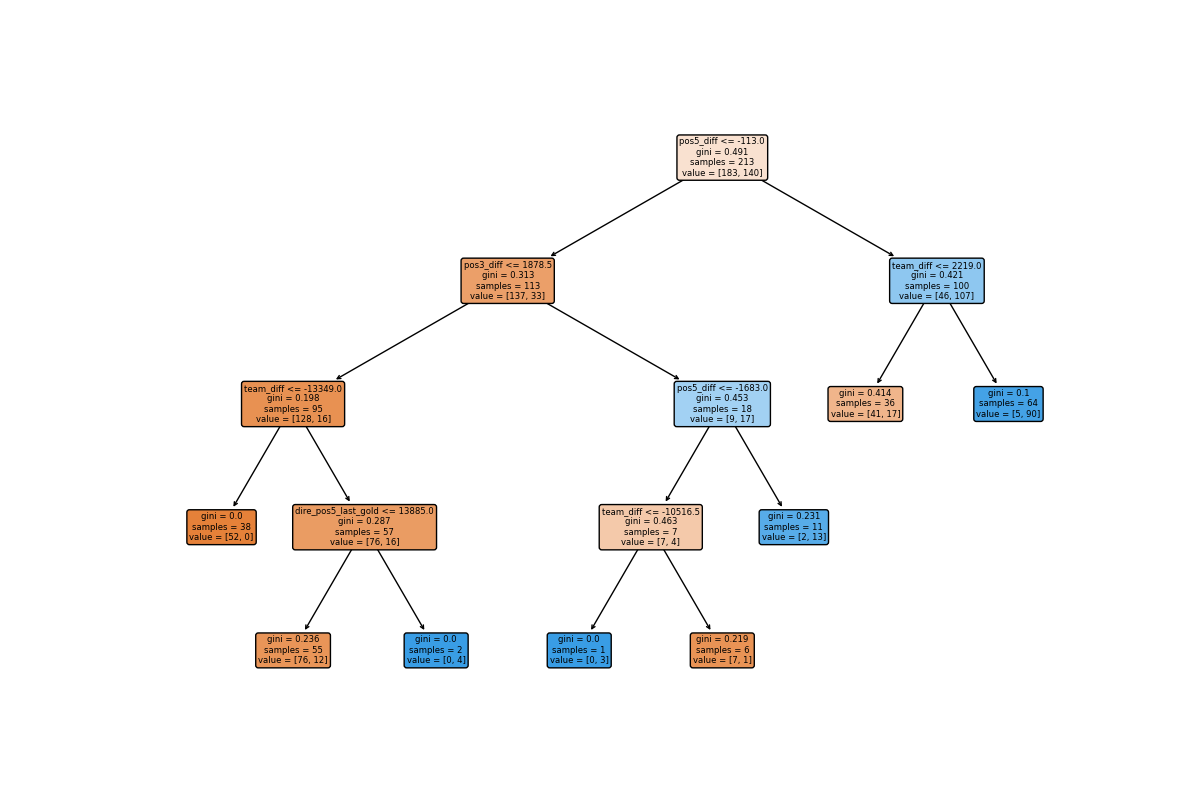 pos5_diff <= -113.0
gini = 0.491
samples = 213
value = [183, 140]
pos3_diff <= 1878.5
gini = 0.313
samples = 113
value = [137, 33]
team_diff <= 2219.0
gini = 0.421
samples = 100
value = [46, 107]
team_diff <= -13349.0
gini = 0.198
samples = 95
value = [128, 16]
pos5_diff <= -1683.0
gini = 0.453
samples = 18
value = [9, 17]
gini = 0.414
samples = 36
value = [41, 17]
gini = 0.1
samples = 64
value = [5, 90]
gini = 0.0
samples = 38
value = [52, 0]
dire_pos5_last_gold <= 13885.0
gini = 0.287
samples = 57
value = [76, 16]
team_diff <= -10516.5
gini = 0.463
samples = 7
value = [7, 4]
gini = 0.231
samples = 11
value = [2, 13]
gini = 0.236
samples = 55
value = [76, 12]
gini = 0.0
samples = 2
value = [0, 4]
gini = 0.0
samples = 1
value = [0, 3]
gini = 0.219
samples = 6
value = [7, 1]